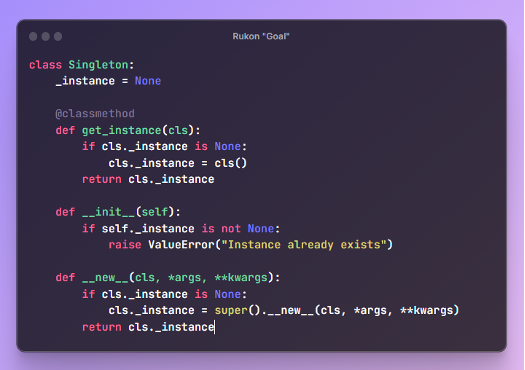 Rukon "Goal"
class Singleton:
    _instance = None

    @classmethod
    def get_instance(cls):
        if cls._instance is None:
            cls._instance = cls()
        return cls._instance

    def __init__(self):
        if self._instance is not None:
            raise ValueError("Instance already exists")

    def __new__(cls, *args, **kwargs):
        if cls._instance is None:
            cls._instance = super().__new__(cls, *args, **kwargs)
        return cls._instance